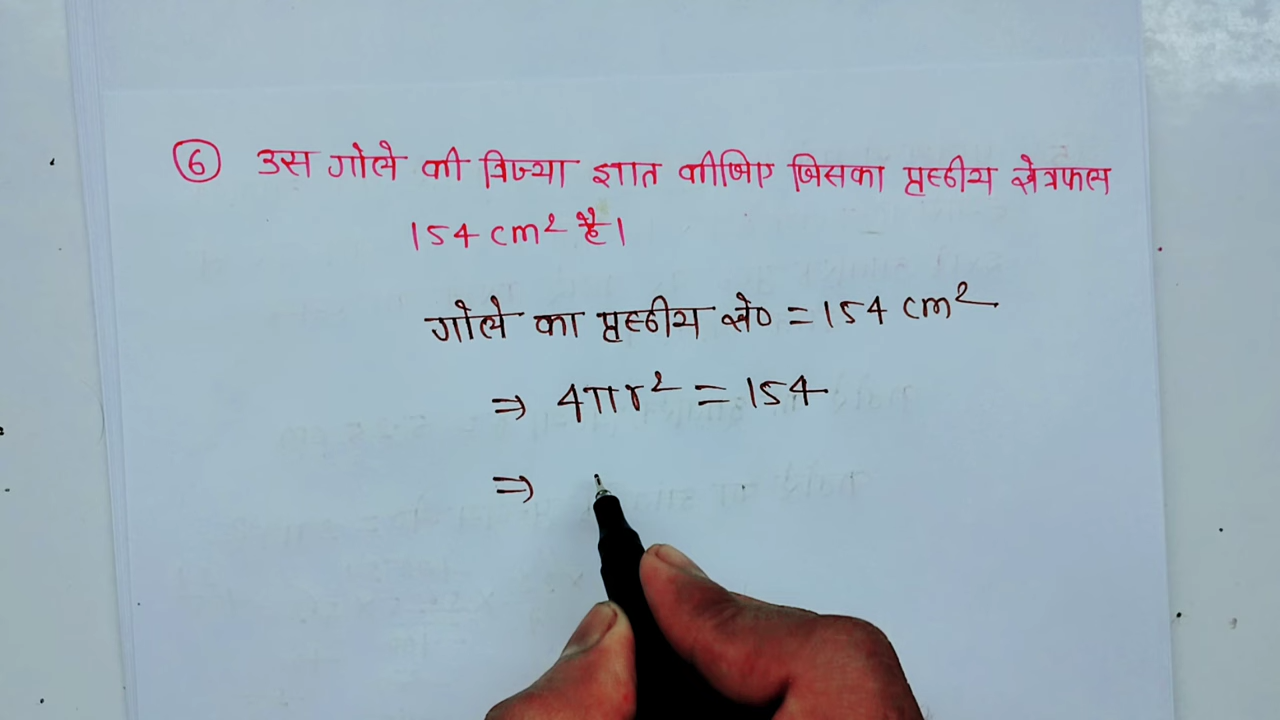 ⑥ उस गोले की त्रिज्या ज्ञात कीजिए जिसका पृष्ठीय क्षेत्रफल
154 cm² है।
गोले का पृष्ठीय क्षे० = 154 cm²
⇒ 4πr² = 154
⇒